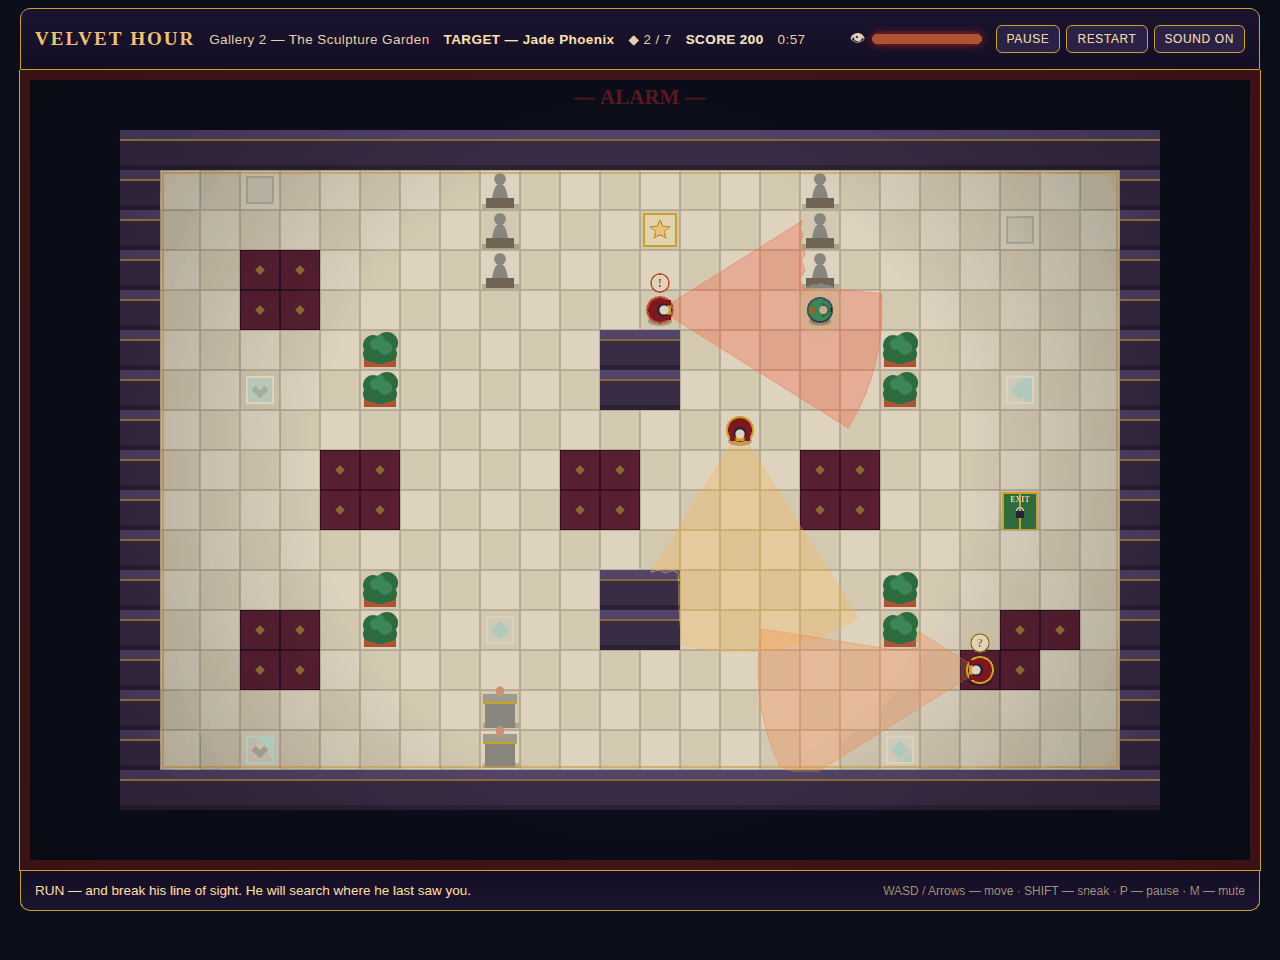 VELVET HOUR Gallery 2 — The Sculpture Garden TARGET — Jade Phoenix ◆ 2 / 7 SCORE 200 0:57 PAUSE RESTART SOUND ON
— ALARM —
!
EXIT
?
RUN — and break his line of sight. He will search where he last saw you. WASD / Arrows — move · SHIFT — sneak · P — pause · M — mute